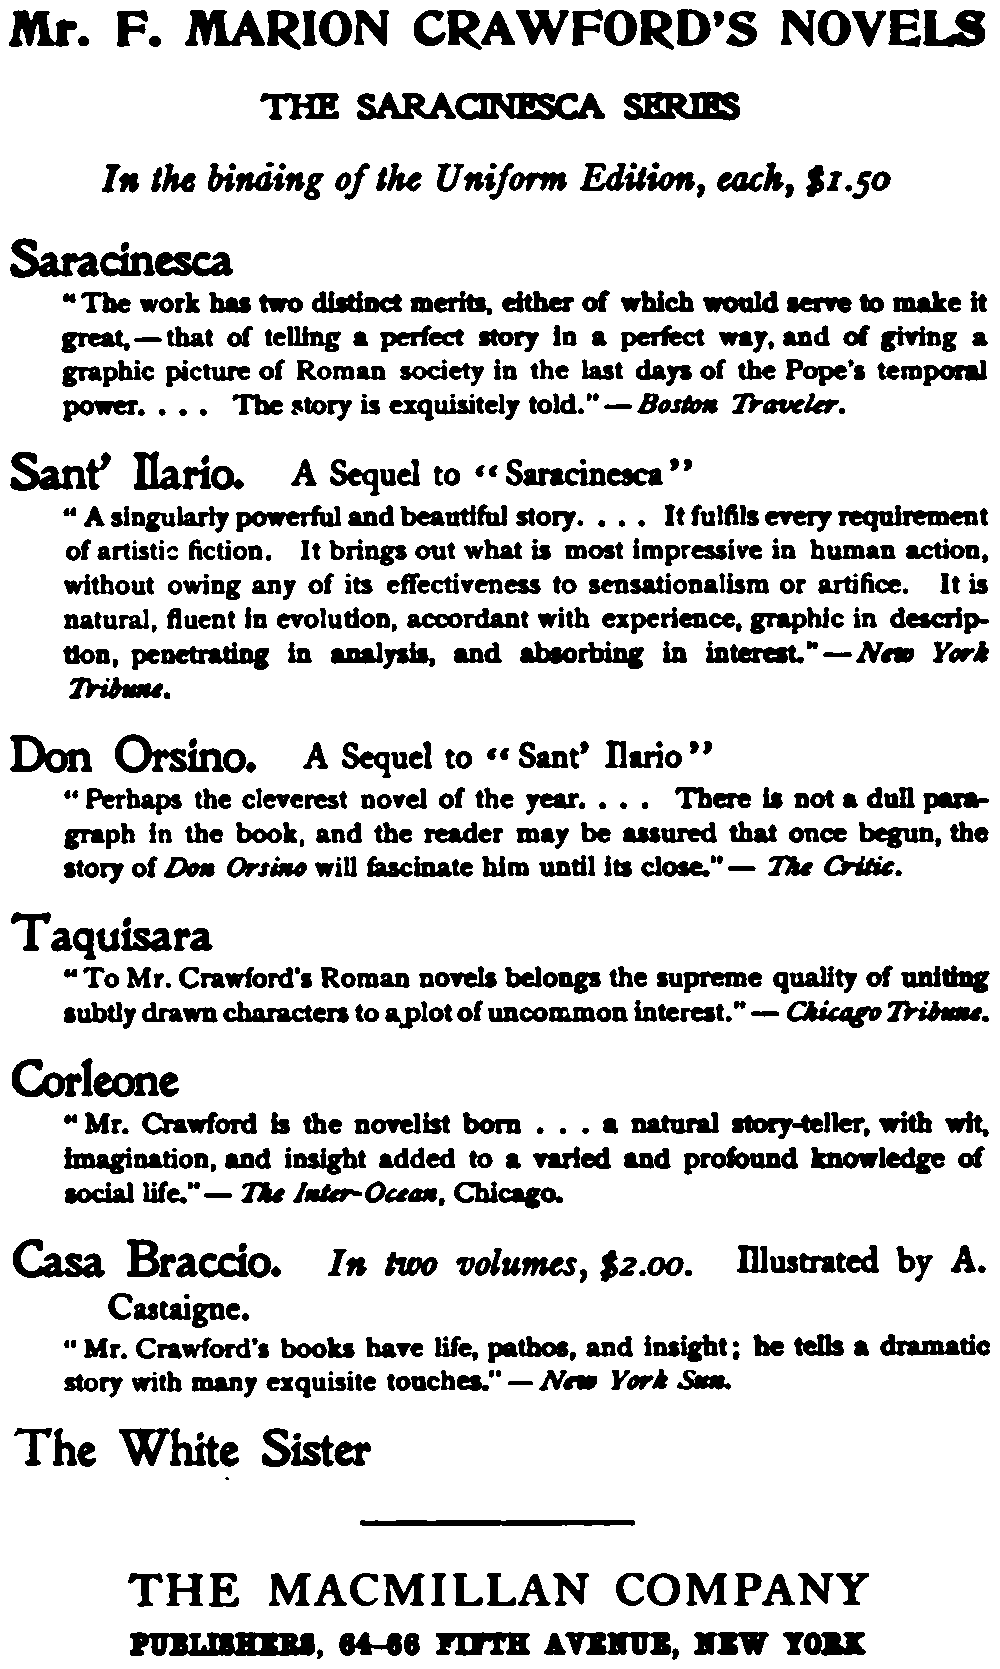 Mr. F. MARION CRAWFORD'S NOVELS
THE SARACINESCA SERIES
In the binding of the Uniform Edition, each, $1.50
Saracinesca
"The work has two distinct merits, either of which would serve to make it
great,—that of telling a perfect story in a perfect way, and of giving a
graphic picture of Roman society in the last days of the Pope's temporal
power. . . . The story is exquisitely told."—Boston Traveler.
Sant' Ilario. A Sequel to "Saracinesca"
"A singularly powerful and beautiful story. . . . It fulfils every requirement
of artistic fiction. It brings out what is most impressive in human action,
without owing any of its effectiveness to sensationalism or artifice. It is
natural, fluent in evolution, accordant with experience, graphic in descrip-
tion, penetrating in analysis, and absorbing in interest."—New York
Tribune.
Don Orsino. A Sequel to "Sant' Ilario"
"Perhaps the cleverest novel of the year. . . . There is not a dull para-
graph in the book, and the reader may be assured that once begun, the
story of Don Orsino will fascinate him until its close."—The Critic.
Taquisara
"To Mr. Crawford's Roman novels belongs the supreme quality of uniting
subtly drawn characters to a plot of uncommon interest."—Chicago Tribune.
Corleone
"Mr. Crawford is the novelist born . . . a natural story-teller, with wit,
imagination, and insight added to a varied and profound knowledge of
social life."—The Inter-Ocean, Chicago.
Casa Braccio. In two volumes, $2.00. Illustrated by A.
Castaigne.
"Mr. Crawford's books have life, pathos, and insight; he tells a dramatic
story with many exquisite touches."—New York Sun.
The White Sister
THE MACMILLAN COMPANY
PUBLISHERS, 64–66 FIFTH AVENUE, NEW YORK